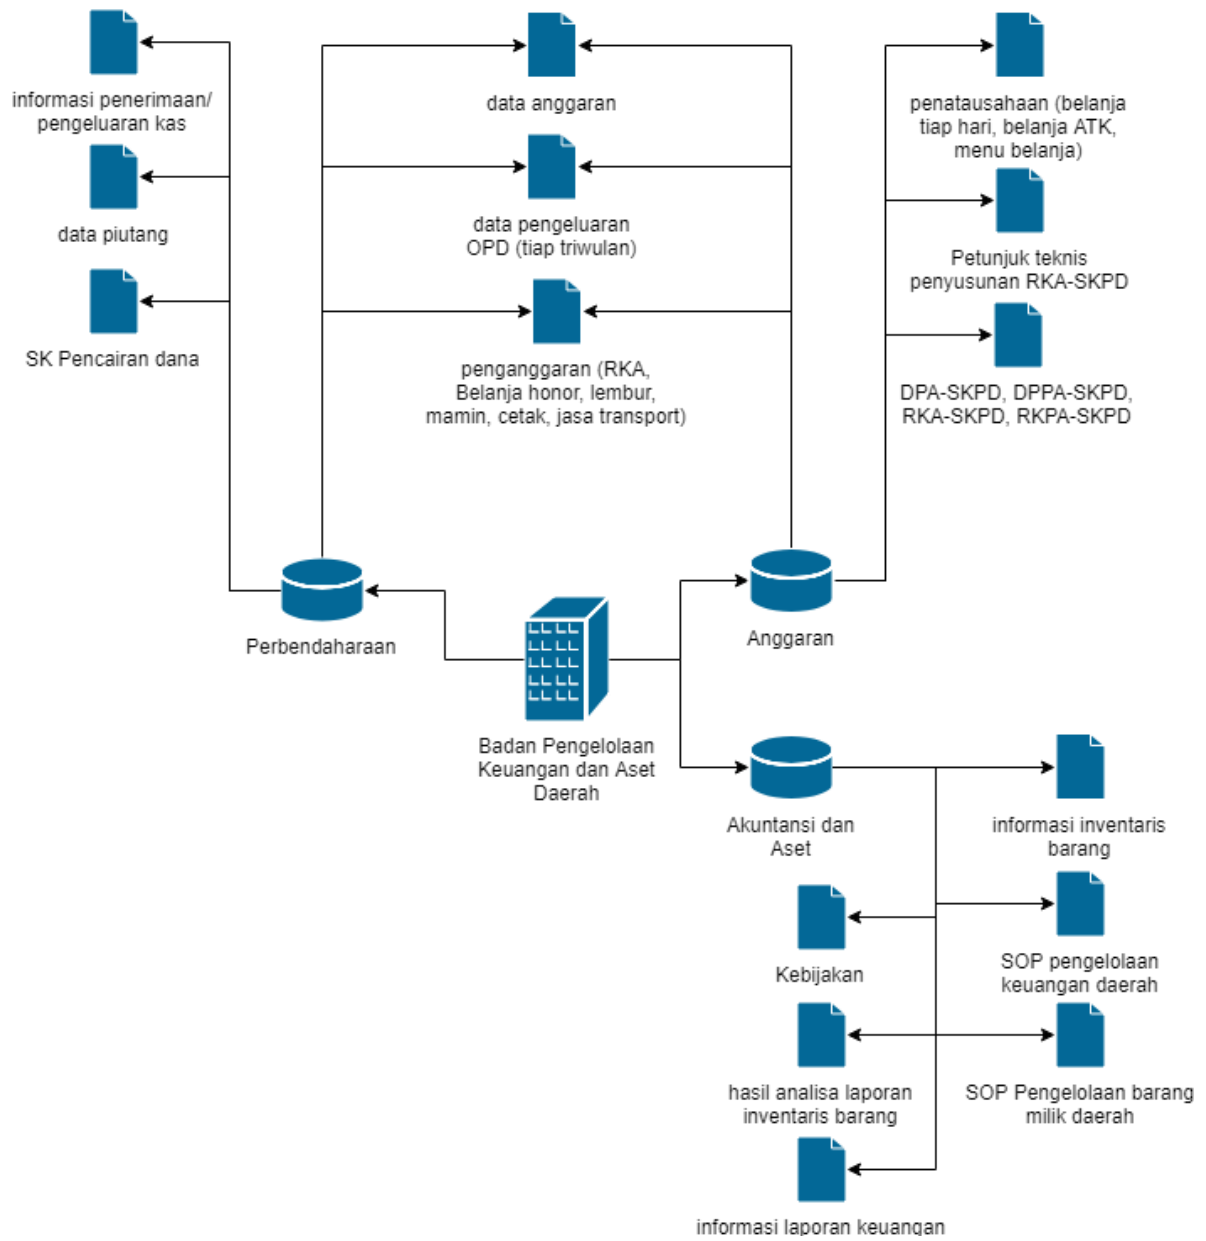 informasi penerimaan/
pengeluaran kas
data piutang
SK Pencairan dana
data anggaran
data pengeluaran
OPD (tiap triwulan)
penganggaran (RKA,
Belanja honor, lembur,
mamin, cetak, jasa transport)
penatausahaan (belanja
tiap hari, belanja ATK,
menu belanja)
Petunjuk teknis
penyusunan RKA-SKPD
DPA-SKPD, DPPA-SKPD,
RKA-SKPD, RKPA-SKPD
Perbendaharaan
Anggaran
Badan Pengelolaan
Keuangan dan Aset
Daerah
Akuntansi dan
Aset
informasi inventaris
barang
Kebijakan
SOP pengelolaan
keuangan daerah
hasil analisa laporan
inventaris barang
SOP Pengelolaan barang
milik daerah
informasi laporan keuangan